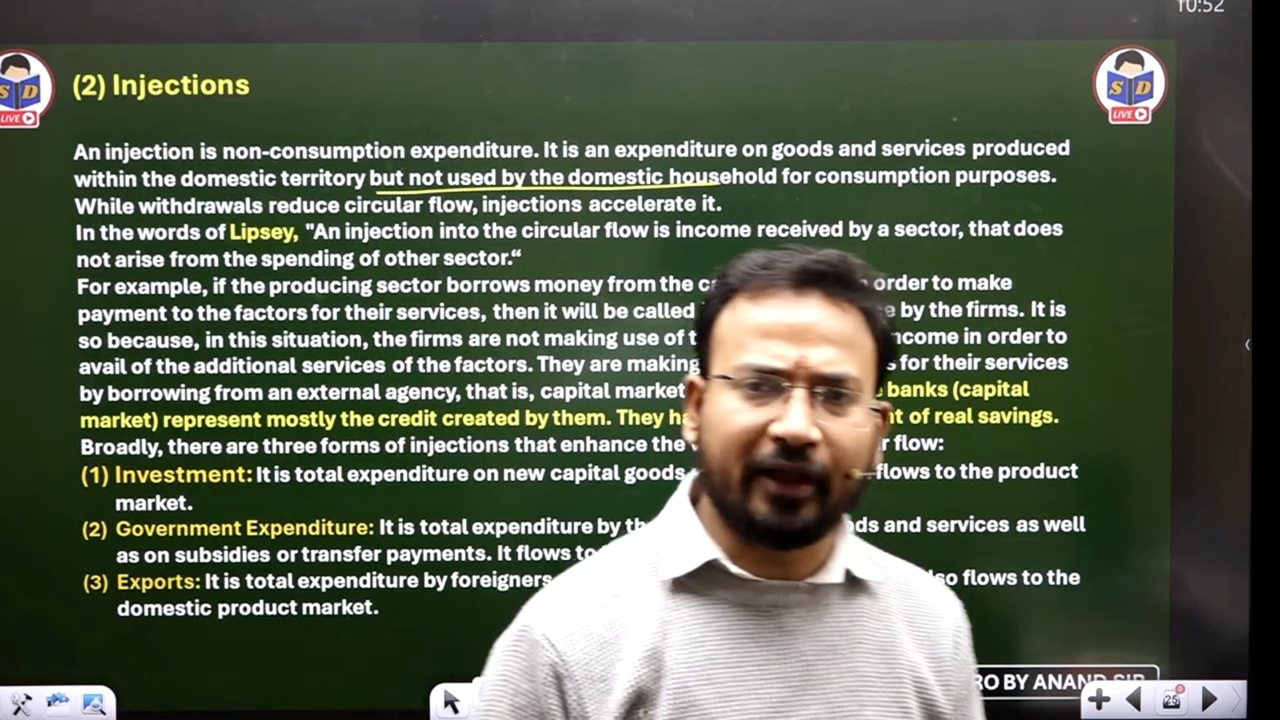 10:52
(2) Injections
S D
LIVE
S D
LIVE
An injection is non-consumption expenditure. It is an expenditure on goods and services produced
within the domestic territory but not used by the domestic household for consumption purposes.
While withdrawals reduce circular flow, injections accelerate it.
In the words of Lipsey, "An injection into the circular flow is income received by a sector, that does
not arise from the spending of other sector.“
For example, if the producing sector borrows money from the order to make
payment to the factors for their services, then it will be called by the firms. It is
so because, in this situation, the firms are not making use of in order to
avail of the additional services of the factors. They are making for their services
by borrowing from an external agency, that is, capital market banks (capital
market) represent mostly the credit created by them. They of real savings.
Broadly, there are three forms of injections that enhance the flow:
(1) Investment: It is total expenditure on new capital goods flows to the product
market.
(2) Government Expenditure: It is total expenditure by and services as well
as on subsidies or transfer payments. It flows
(3) Exports: It is total expenditure by foreigners flows to the
domestic product market.
BY ANAND SIR
25